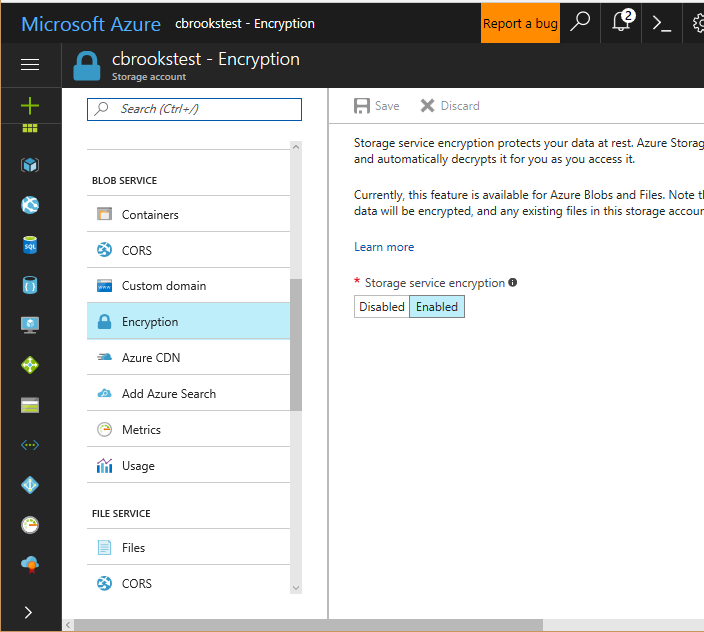 Microsoft Azure cbrookstest - Encryption Report a bug 2
cbrookstest - Encryption
Storage account
Search (Ctrl+/)
Save Discard
Storage service encryption protects your data at rest. Azure Storag
and automatically decrypts it for you as you access it.
BLOB SERVICE
Currently, this feature is available for Azure Blobs and Files. Note th
data will be encrypted, and any existing files in this storage accoun
Containers
CORS
Learn more
Custom domain
* Storage service encryption
Disabled Enabled
Encryption
Azure CDN
Add Azure Search
Metrics
Usage
FILE SERVICE
Files
CORS
SQL
www